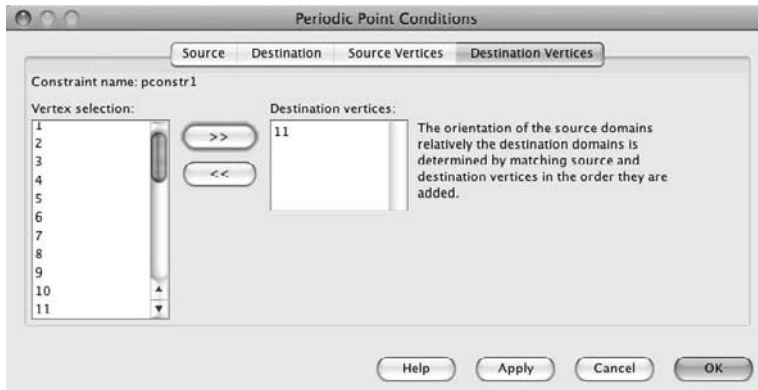 Periodic Point Conditions
Source Destination Source Vertices Destination Vertices
Constraint name: pconstr1
Vertex selection:
1
2
3
4
5
6
7
8
9
10
11
>>
<<
Destination vertices:
11
The orientation of the source domains
relatively the destination domains is
determined by matching source and
destination vertices in the order they are
added.
Help Apply Cancel OK